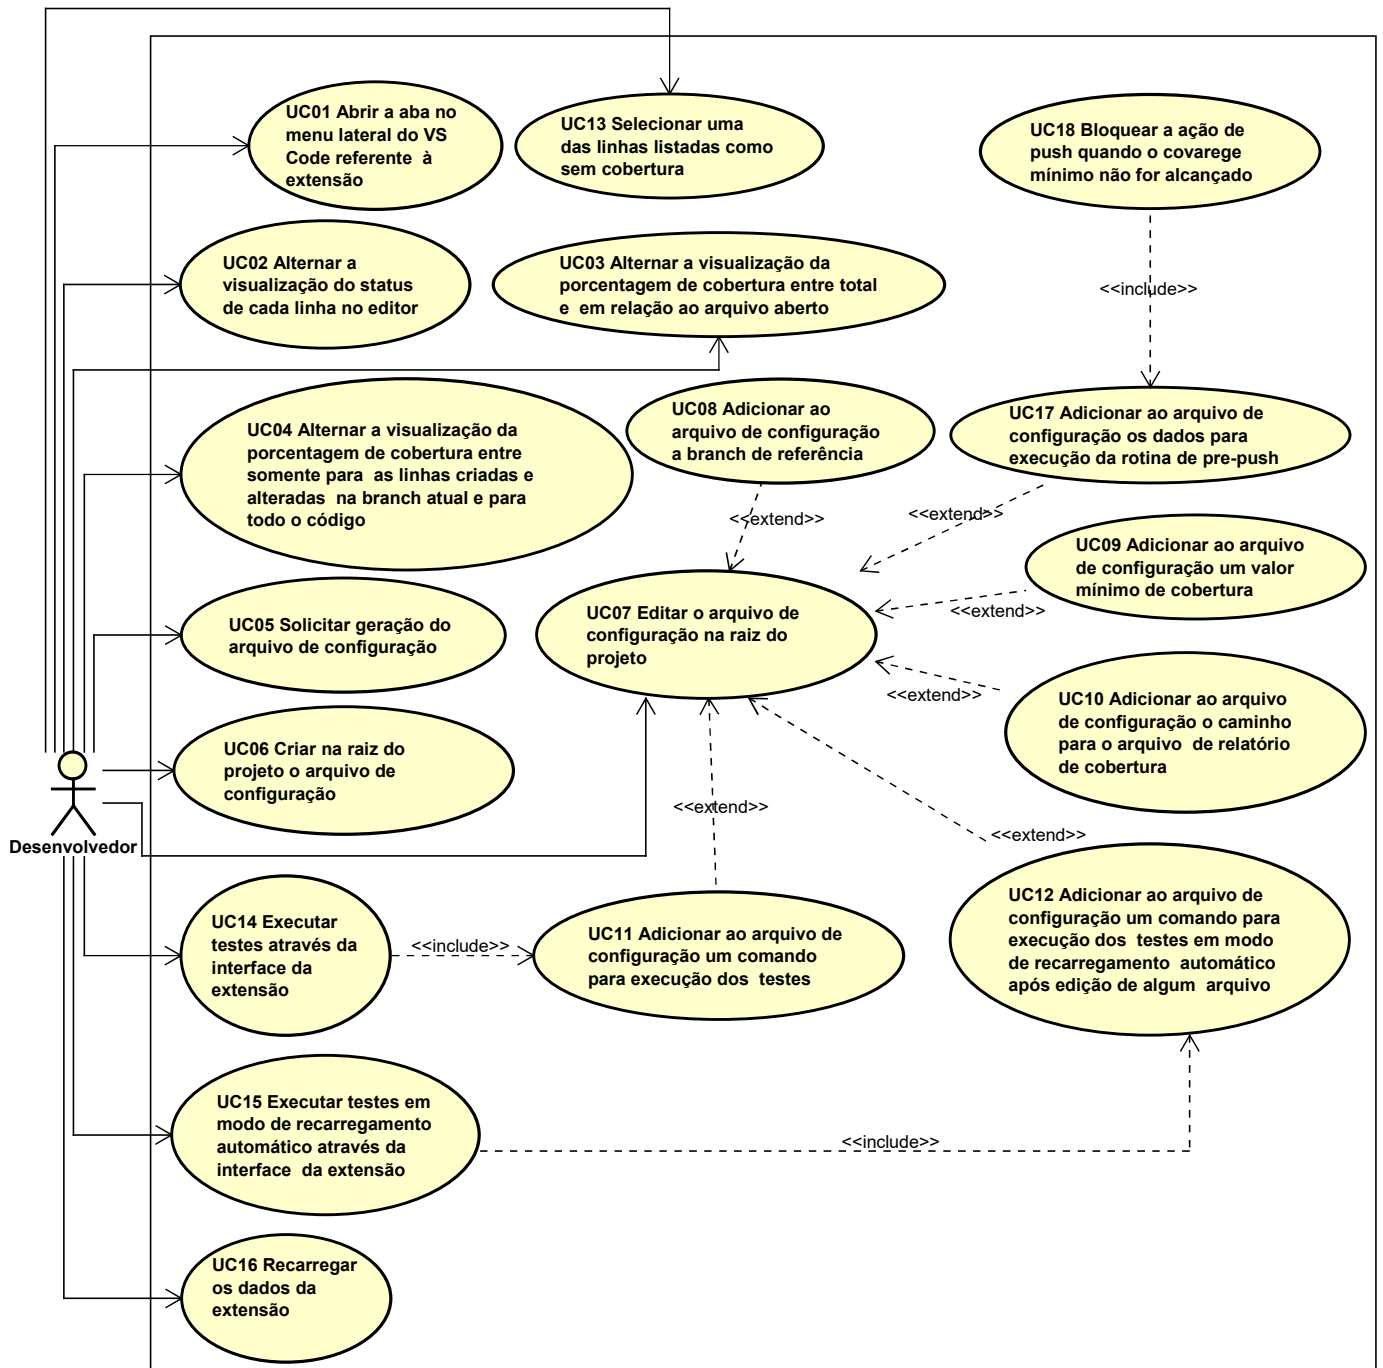 UC01 Abrir a aba no
menu lateral do VS
Code referente à
extensão
UC13 Selecionar uma
das linhas listadas como
sem cobertura
UC18 Bloquear a ação de
push quando o covarege
mínimo não for alcançado
UC02 Alternar a
visualização do status
de cada linha no editor
UC03 Alternar a visualização da
porcentagem de cobertura entre total
e em relação ao arquivo aberto
<<include>>
UC04 Alternar a visualização da
porcentagem de cobertura entre
somente para as linhas criadas e
alteradas na branch atual e para
todo o código
UC08 Adicionar ao
arquivo de configuração
a branch de referência
UC17 Adicionar ao arquivo de
configuração os dados para
execução da rotina de pre-push
<<extend>>
<<extend>>
UC09 Adicionar ao arquivo
de configuração um valor
mínimo de cobertura
<<extend>>
UC05 Solicitar geração do
arquivo de configuração
UC07 Editar o arquivo de
configuração na raiz do
projeto
<<extend>>
UC10 Adicionar ao arquivo
de configuração o caminho
para o arquivo de relatório
de cobertura
UC06 Criar na raiz do
projeto o arquivo de
configuração
<<extend>>
<<extend>>
Desenvolvedor
UC14 Executar
testes através da
interface da
extensão
<<include>>
UC11 Adicionar ao arquivo de
configuração um comando
para execução dos testes
UC12 Adicionar ao arquivo de
configuração um comando para
execução dos testes em modo
de recarregamento automático
após edição de algum arquivo
UC15 Executar testes em
modo de recarregamento
automático através da
interface da extensão
<<include>>
UC16 Recarregar
os dados da
extensão